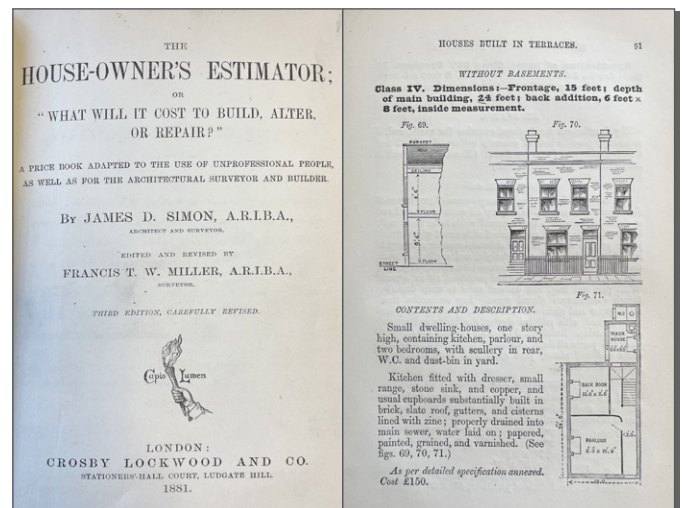 THE
HOUSE-OWNER'S ESTIMATOR;
OR
"WHAT WILL IT COST TO BUILD, ALTER,
OR REPAIR?"
A PRICE BOOK ADAPTED TO THE USE OF UNPROFESSIONAL PEOPLE,
AS WELL AS FOR THE ARCHITECTURAL SURVEYOR AND BUILDER.
BY JAMES D. SIMON, A.R.I.B.A.,
ARCHITECT AND SURVEYOR.
EDITED AND REVISED BY
FRANCIS T. W. MILLER, A.R.I.B.A.,
SURVEYOR.
THIRD EDITION, CAREFULLY REVISED.
Capio Lumen
LONDON:
CROSBY LOCKWOOD AND CO.
STATIONERS'-HALL COURT, LUDGATE HILL.
1881.
HOUSES BUILT IN TERRACES. 91
WITHOUT BASEMENTS.
Class IV. Dimensions:—Frontage, 15 feet; depth
of main building, 24 feet; back addition, 6 feet ×
8 feet, inside measurement.
Fig. 69. Fig. 70.
PARAPET
CEILING
FLOOR
FLOOR
STREET
LINE
Fig. 71.
W.C.
WASH
HOUSE
BACK ROOM
PARLOUR
CONTENTS AND DESCRIPTION.
Small dwelling-houses, one story
high, containing kitchen, parlour, and
two bedrooms, with scullery in rear,
W.C. and dust-bin in yard.
Kitchen fitted with dresser, small
range, stone sink, and copper, and
usual cupboards substantially built in
brick, slate roof, gutters, and cisterns
lined with zinc; properly drained into
main sewer, water laid on; papered,
painted, grained, and varnished. (See
figs. 69, 70, 71.)
As per detailed specification annexed.
Cost £150.